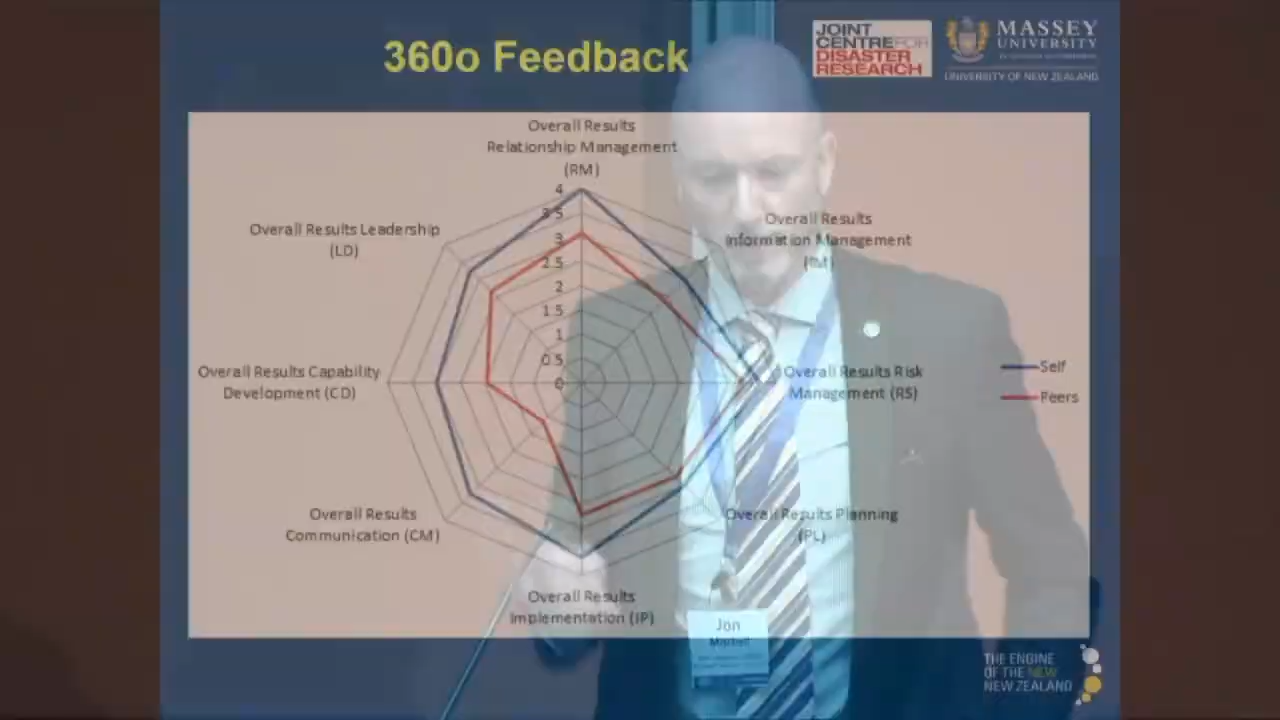 360o Feedback
JOINT
CENTRE FOR
DISASTER
RESEARCH
MASSEY
UNIVERSITY
UNIVERSITY OF NEW ZEALAND
Overall Results
Relationship Management
(RM)
Overall Results
Information Management
(IM)
Overall Results Risk
Management (RS)
Overall Results Planning
(PL)
Overall Results
Implementation (IP)
Overall Results
Communication (CM)
Overall Results Capability
Development (CD)
Overall Results Leadership
(LD)
4
3.5
3
2.5
2
1.5
1
0.5
0
Self
Peers
Jon
THE ENGINE
OF THE NEW
NEW ZEALAND